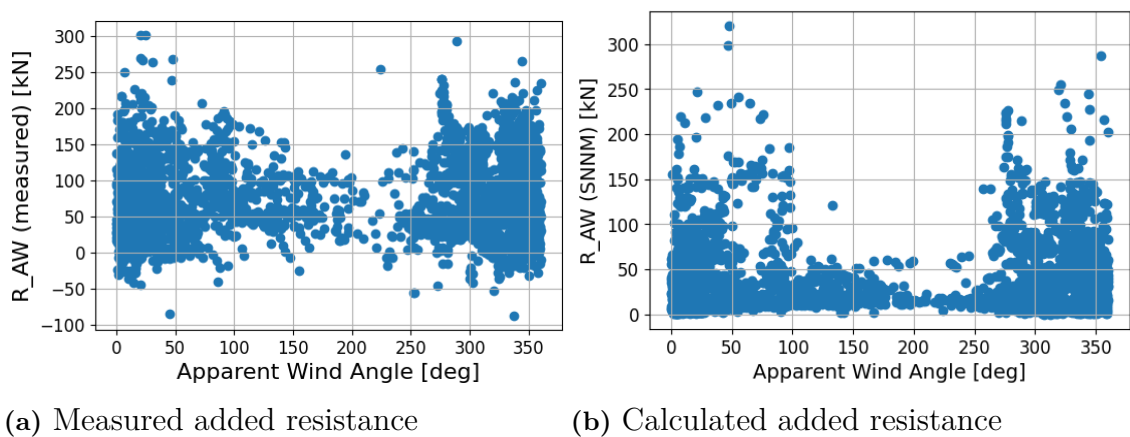 R_AW (measured) [kN]
300
250
200
150
100
50
0
−50
−100
0 50 100 150 200 250 300 350
Apparent Wind Angle [deg]
R_AW (SNNM) [kN]
300
250
200
150
100
50
0
0 50 100 150 200 250 300 350
Apparent Wind Angle [deg]
(a) Measured added resistance
(b) Calculated added resistance